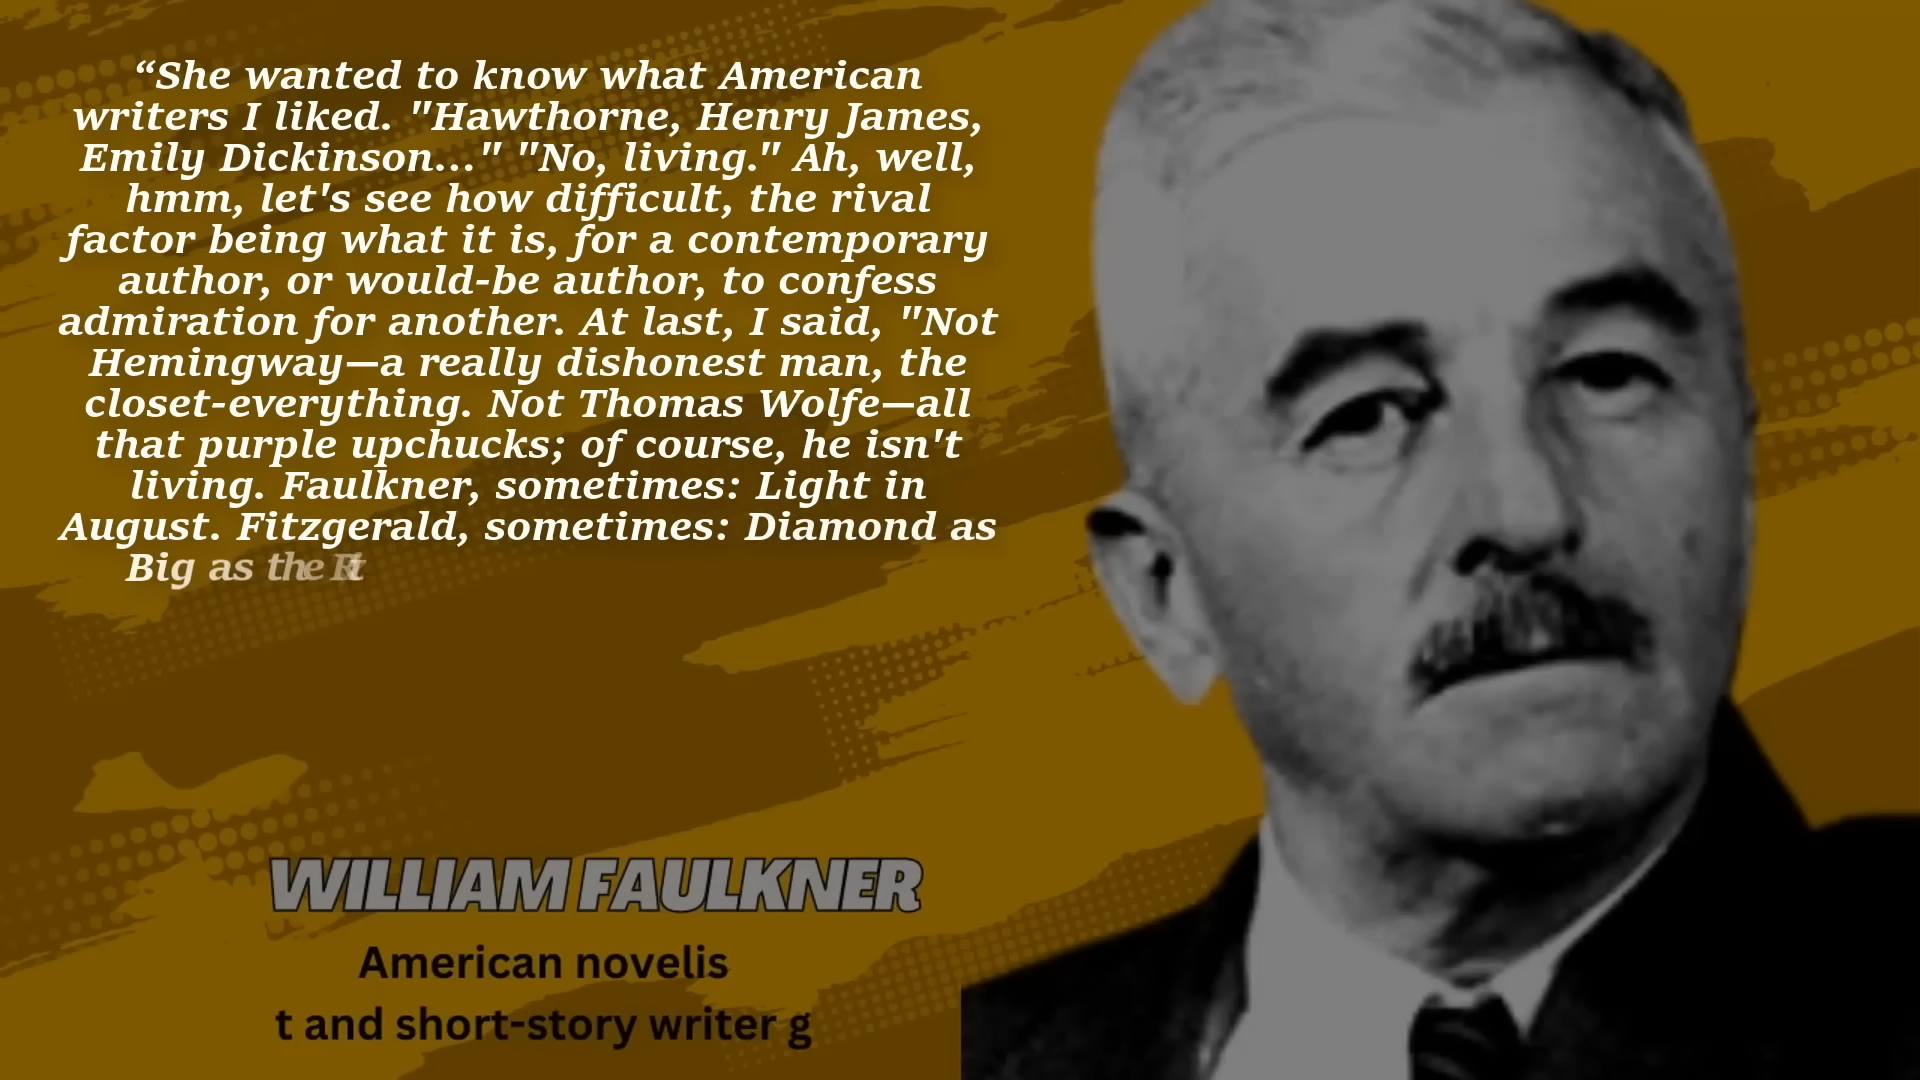 “She wanted to know what American
writers I liked. "Hawthorne, Henry James,
Emily Dickinson..." "No, living." Ah, well,
hmm, let's see how difficult, the rival
factor being what it is, for a contemporary
author, or would-be author, to confess
admiration for another. At last, I said, "Not
Hemingway—a really dishonest man, the
closet-everything. Not Thomas Wolfe—all
that purple upchucks; of course, he isn't
living. Faulkner, sometimes: Light in
August. Fitzgerald, sometimes: Diamond as
Big as the
WILLIAM FAULKNER
American novelis
t and short-story writer g